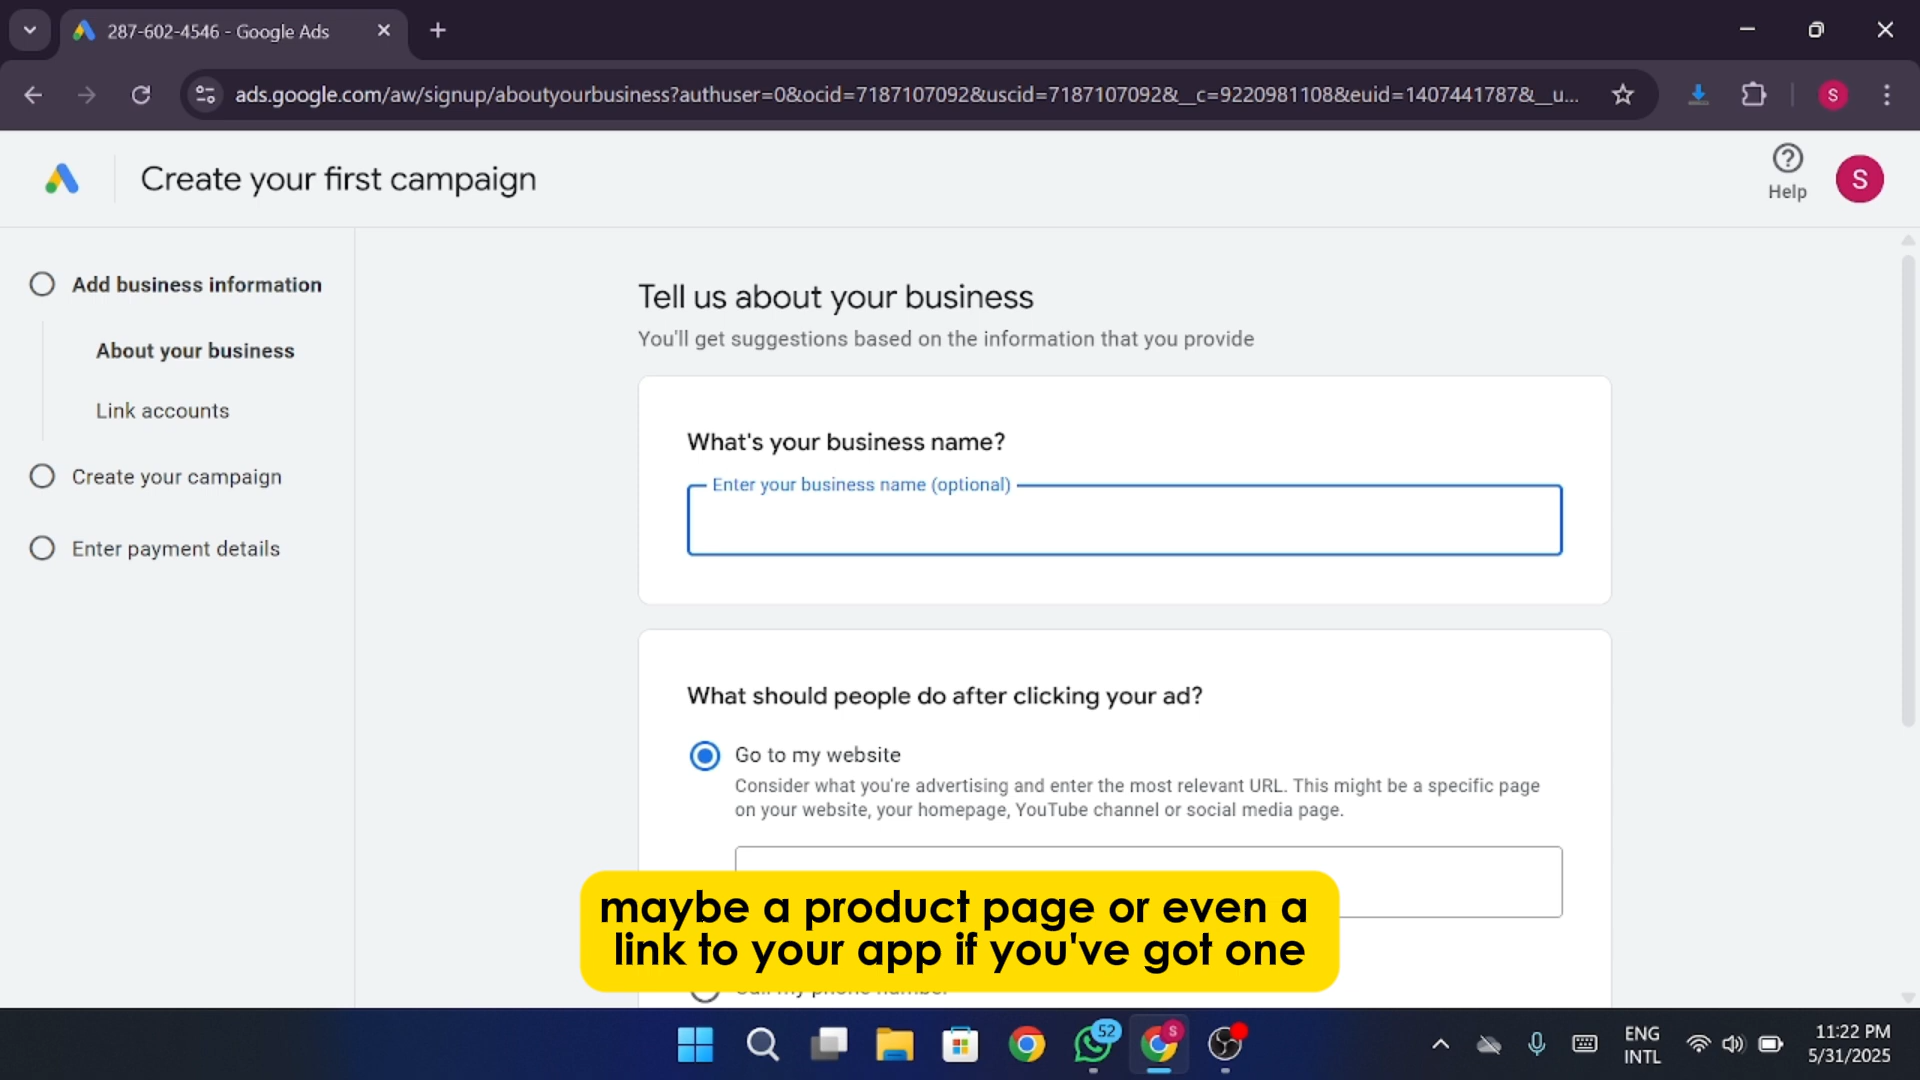 287-602-4546 - Google Ads
ads.google.com/aw/signup/aboutyourbusiness?authuser=0&ocid=7187107092&uscid=7187107092&__c=9220981108&euid=1407441787&__u...
S
Create your first campaign
Help
S
Add business information
About your business
Link accounts
Create your campaign
Enter payment details
Tell us about your business
You'll get suggestions based on the information that you provide
What's your business name?
Enter your business name (optional)
What should people do after clicking your ad?
Go to my website
Consider what you're advertising and enter the most relevant URL. This might be a specific page
on your website, your homepage, YouTube channel or social media page.
maybe a product page or even a
link to your app if you've got one
52
S
ENG
INTL
11:22 PM
5/31/2025